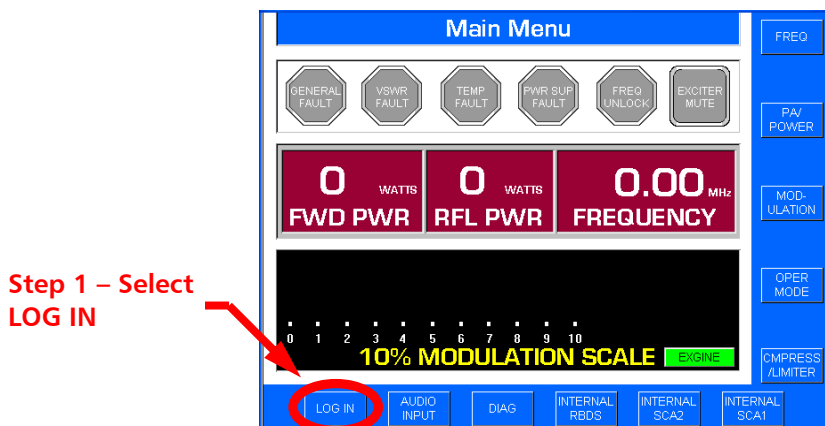 Main Menu
FREQ
GENERAL
FAULT
VSWR
FAULT
TEMP
FAULT
PWR SUP
FAULT
FREQ
UNLOCK
EXCITER
MUTE
PA/
POWER
0 WATTS
FWD PWR
0 WATTS
RFL PWR
0.00 MHz
FREQUENCY
MOD-
ULATION
Step 1 – Select
LOG IN
OPER
MODE
0 1 2 3 4 5 6 7 8 9 10
10% MODULATION SCALE
EXGINE
CMPRESS
/LIMITER
LOG IN
AUDIO
INPUT
DIAG
INTERNAL
RBDS
INTERNAL
SCA2
INTERNAL
SCA1